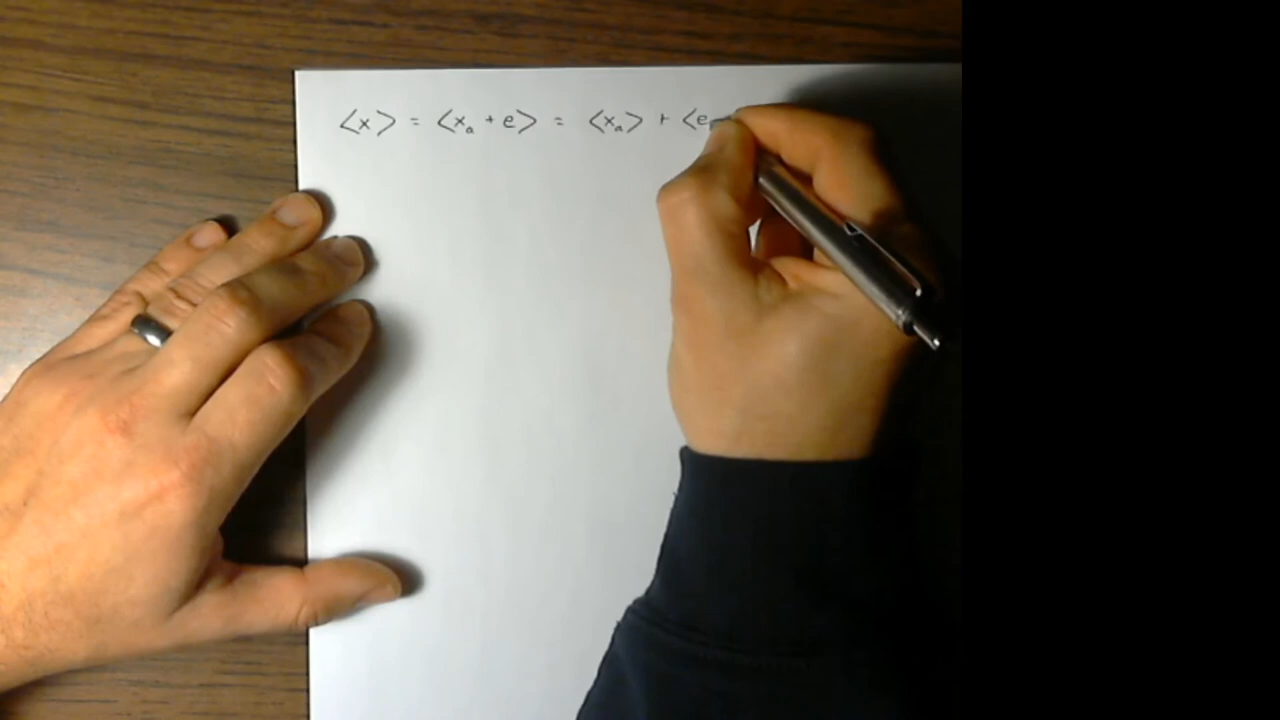 ⟨x⟩ = ⟨xₐ + e⟩ = ⟨xₐ⟩ + ⟨e